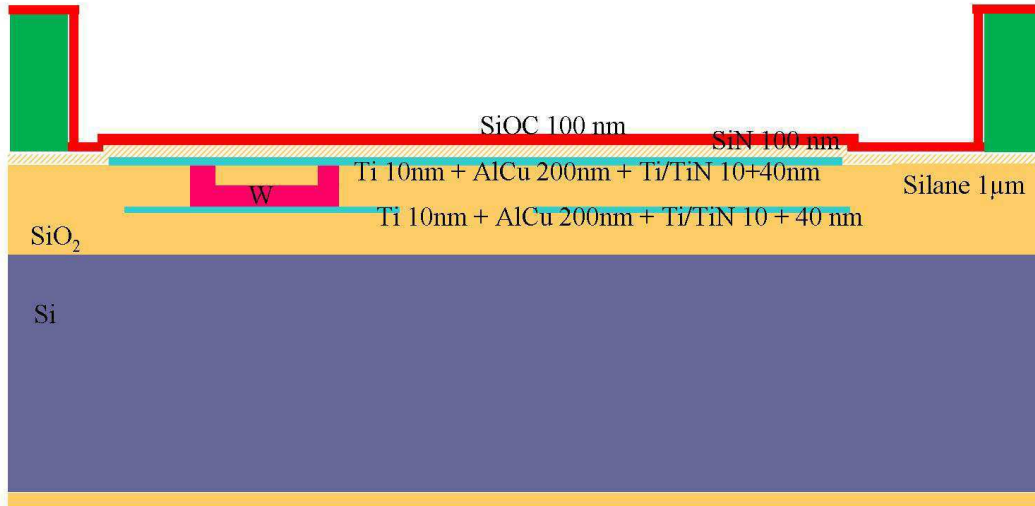 SiOC 100 nm
SiN 100 nm
Ti 10nm + AlCu 200nm + Ti/TiN 10+40nm
Silane 1µm
W
Ti 10nm + AlCu 200nm + Ti/TiN 10 + 40 nm
SiO₂
Si